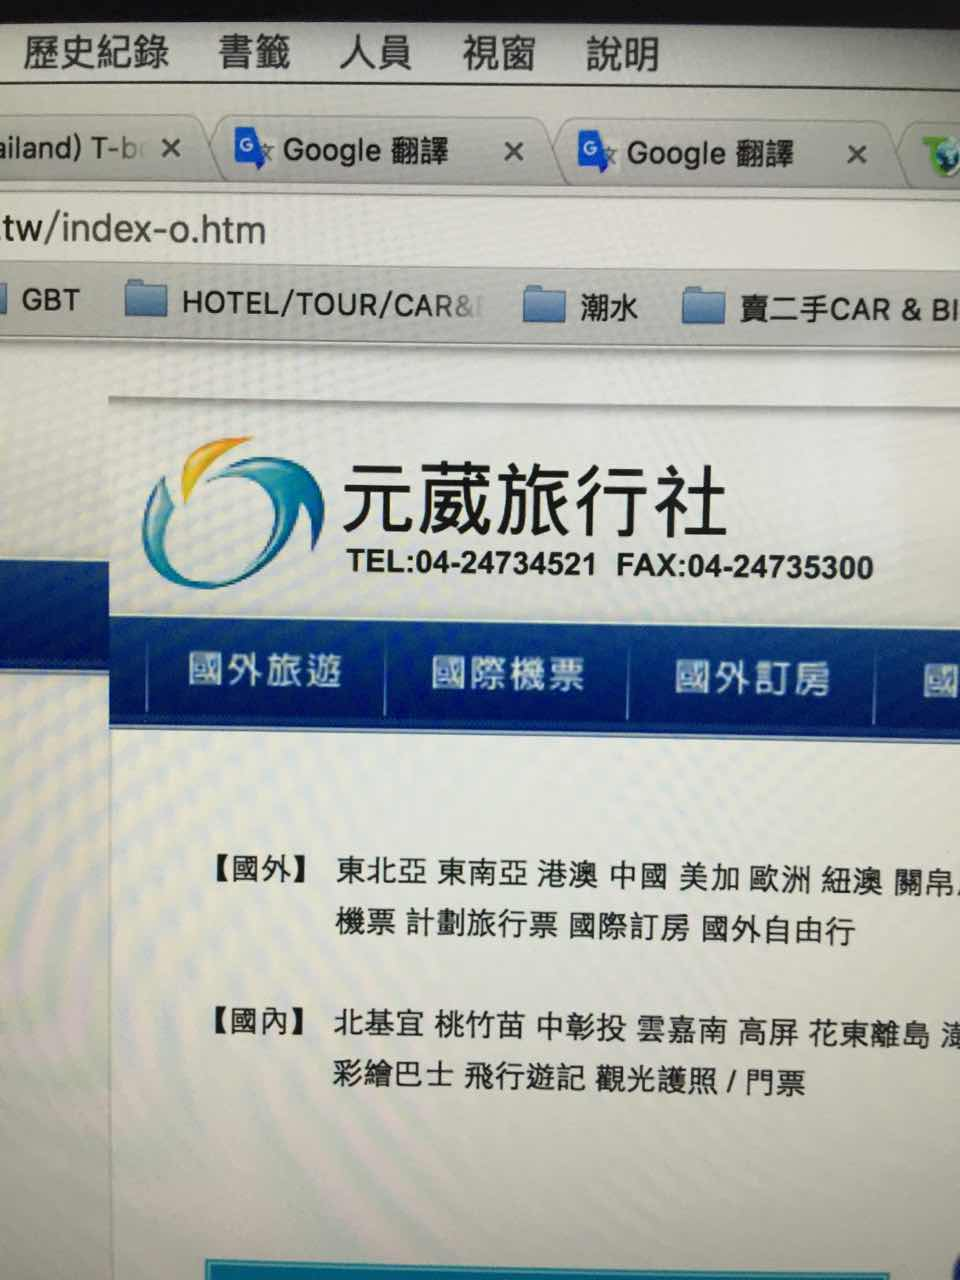 歷史紀錄 書籤 人員 視窗 說明
ailand) T-b Google 翻譯 Google 翻譯
.tw/index-o.htm
GBT HOTEL/TOUR/CAR& 潮水 賣二手CAR & BI
元葳旅行社
TEL:04-24734521 FAX:04-24735300
國外旅遊 國際機票 國外訂房 國
【國外】 東北亞 東南亞 港澳 中國 美加 歐洲 紐澳 關帛
機票 計劃旅行票 國際訂房 國外自由行
【國內】 北基宜 桃竹苗 中彰投 雲嘉南 高屏 花東離島 澎
彩繪巴士 飛行遊記 觀光護照 / 門票